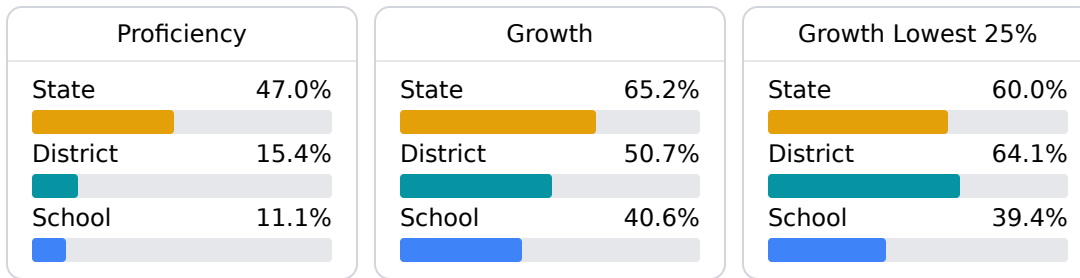 Proficiency
State 47.0%
District 15.4%
School 11.1%
Growth
State 65.2%
District 50.7%
School 40.6%
Growth Lowest 25%
State 60.0%
District 64.1%
School 39.4%